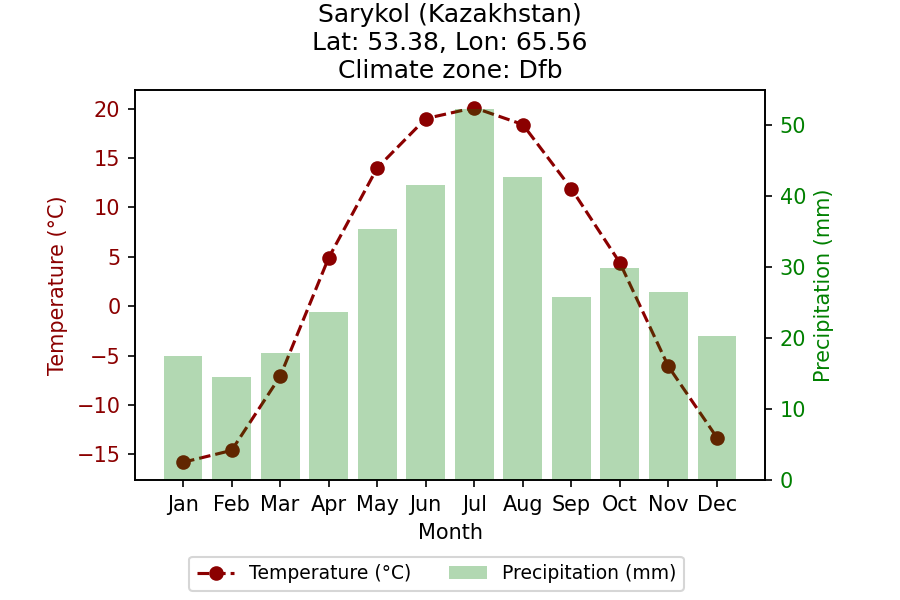 Sarykol (Kazakhstan)
Lat: 53.38, Lon: 65.56
Climate zone: Dfb
20
15
10
5
0
−5
−10
−15
Temperature (°C)
50
40
30
20
10
0
Precipitation (mm)
Jan Feb Mar Apr May Jun Jul Aug Sep Oct Nov Dec
Month
Temperature (°C) Precipitation (mm)